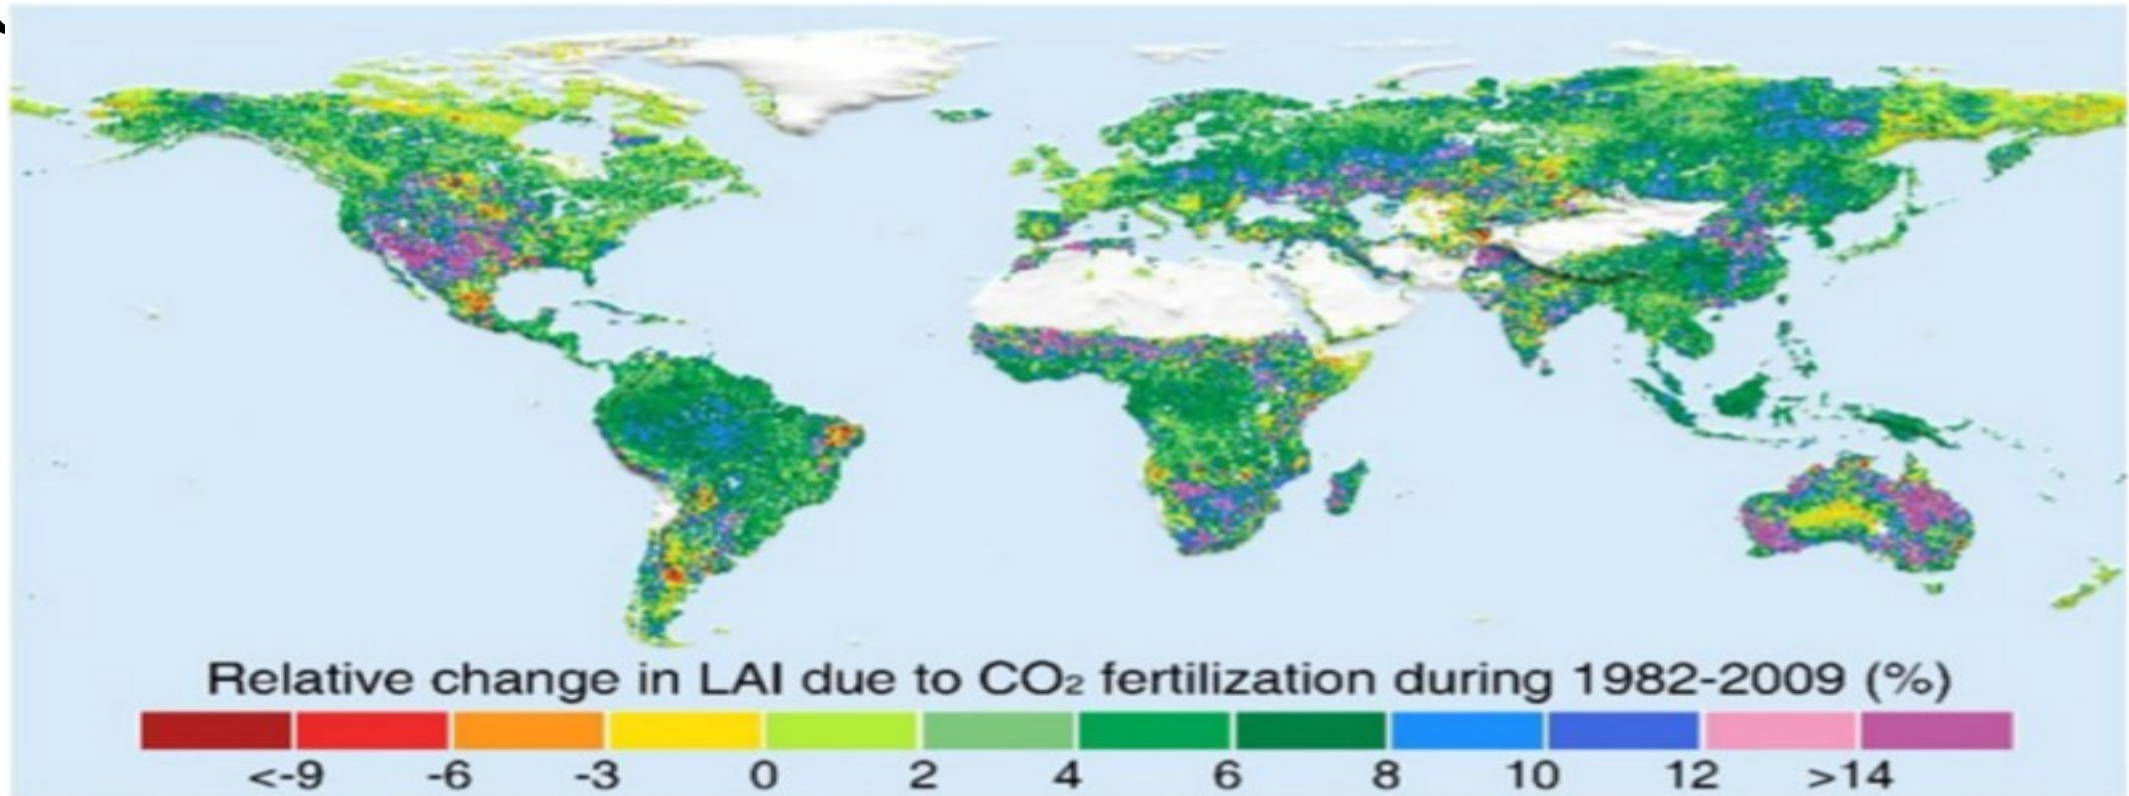 Relative change in LAI due to CO₂ fertilization during 1982-2009 (%)
<-9 -6 -3 0 2 4 6 8 10 12 >14